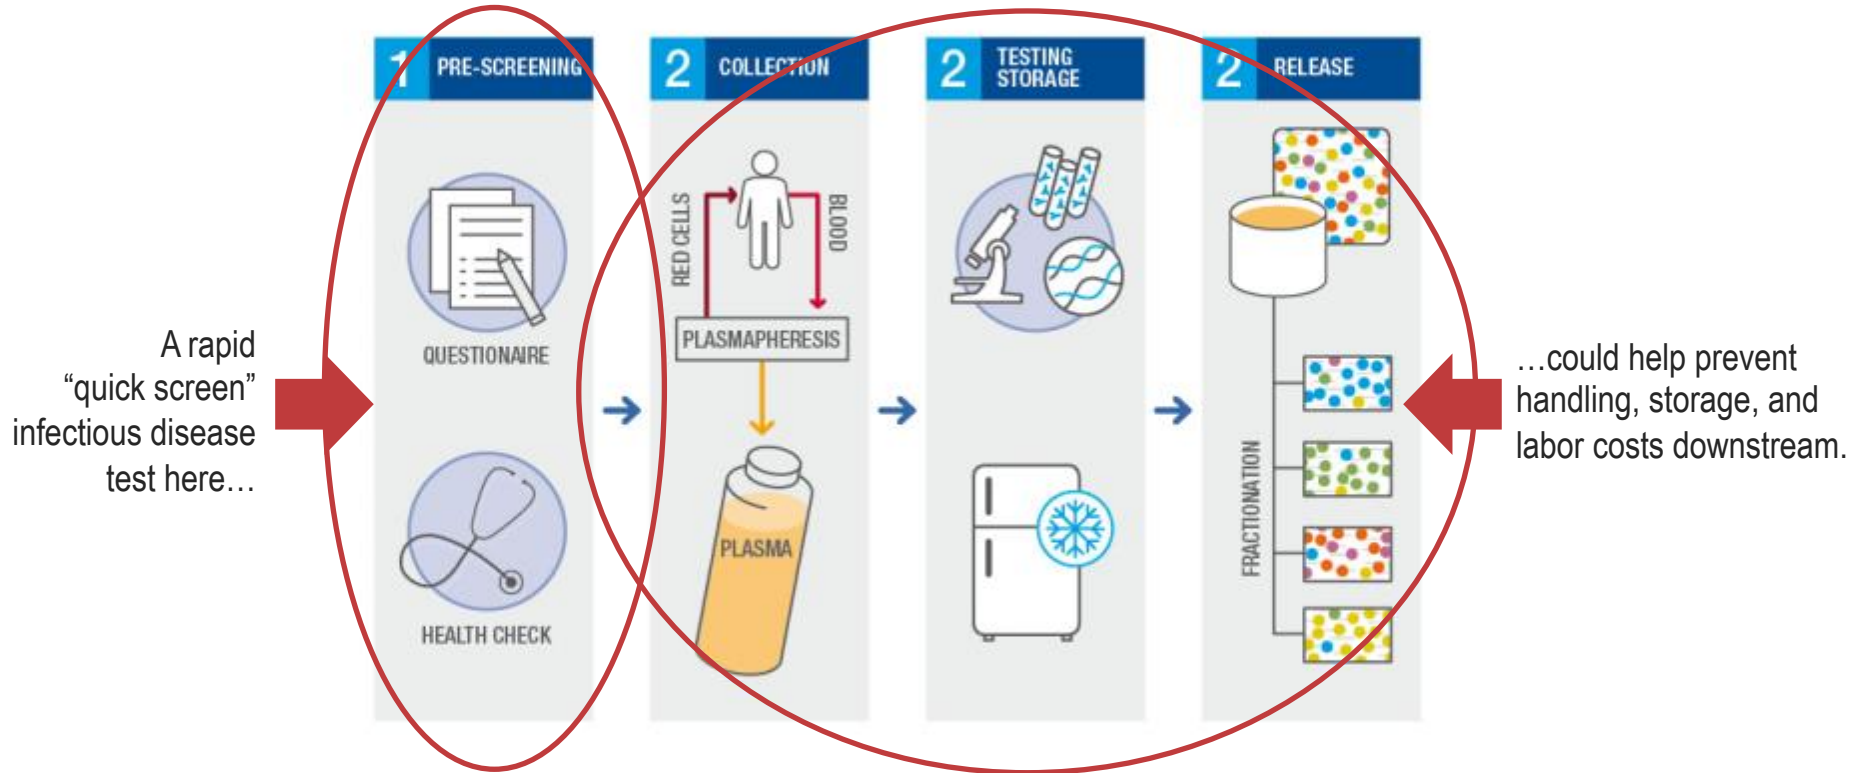 A rapid
“quick screen”
infectious disease
test here…
1 PRE-SCREENING
QUESTIONAIRE
HEALTH CHECK
2 COLLECTION
RED CELLS
BLOOD
PLASMAPHERESIS
PLASMA
2 TESTING
STORAGE
2 RELEASE
FRACTIONATION
…could help prevent
handling, storage, and
labor costs downstream.